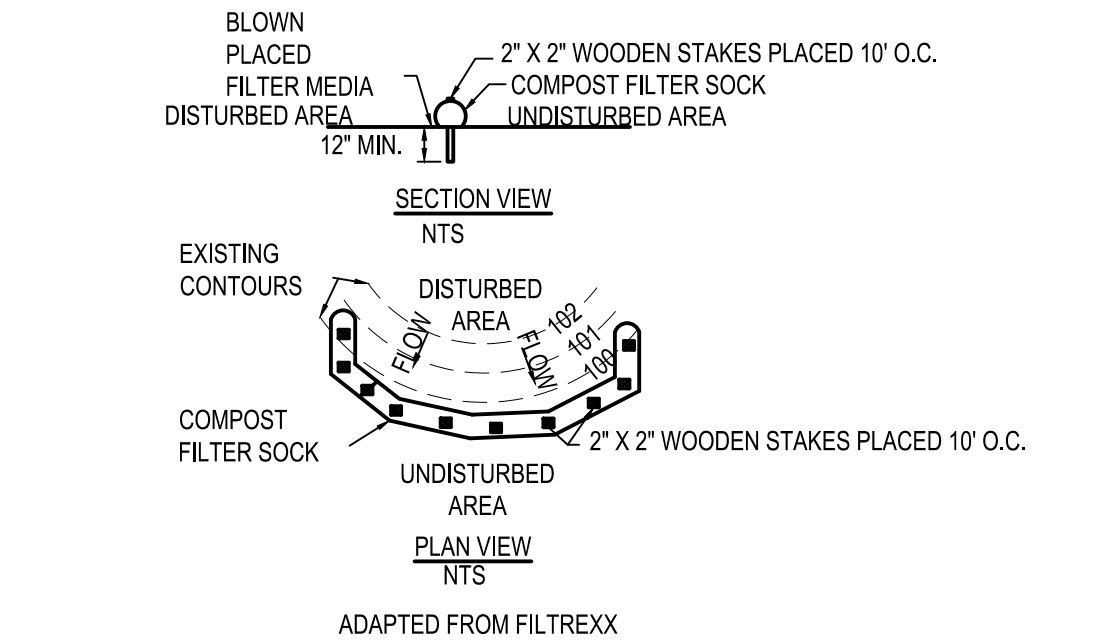 BLOWN
PLACED
FILTER MEDIA
2" X 2" WOODEN STAKES PLACED 10' O.C.
COMPOST FILTER SOCK
DISTURBED AREA
UNDISTURBED AREA
12" MIN.
SECTION VIEW
NTS
EXISTING
CONTOURS
DISTURBED
AREA
102
101
100
FLOW
FLOW
COMPOST
FILTER SOCK
2" X 2" WOODEN STAKES PLACED 10' O.C.
UNDISTURBED
AREA
PLAN VIEW
NTS
ADAPTED FROM FILTREXX